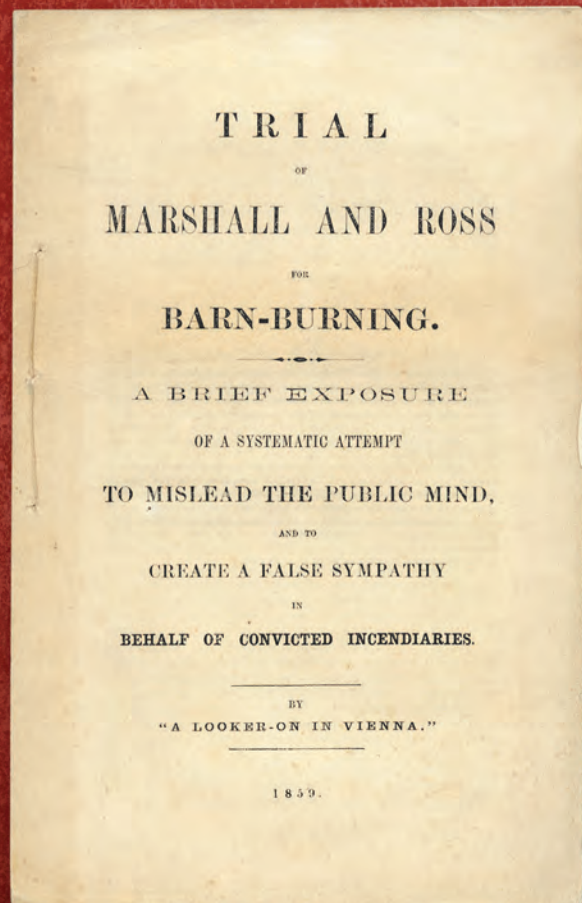 TRIAL
OF
MARSHALL AND ROSS
FOR
BARN-BURNING.
A BRIEF EXPOSURE
OF A SYSTEMATIC ATTEMPT
TO MISLEAD THE PUBLIC MIND,
AND TO
CREATE A FALSE SYMPATHY
IN
BEHALF OF CONVICTED INCENDIARIES.
BY
"A LOOKER-ON IN VIENNA."
1859.